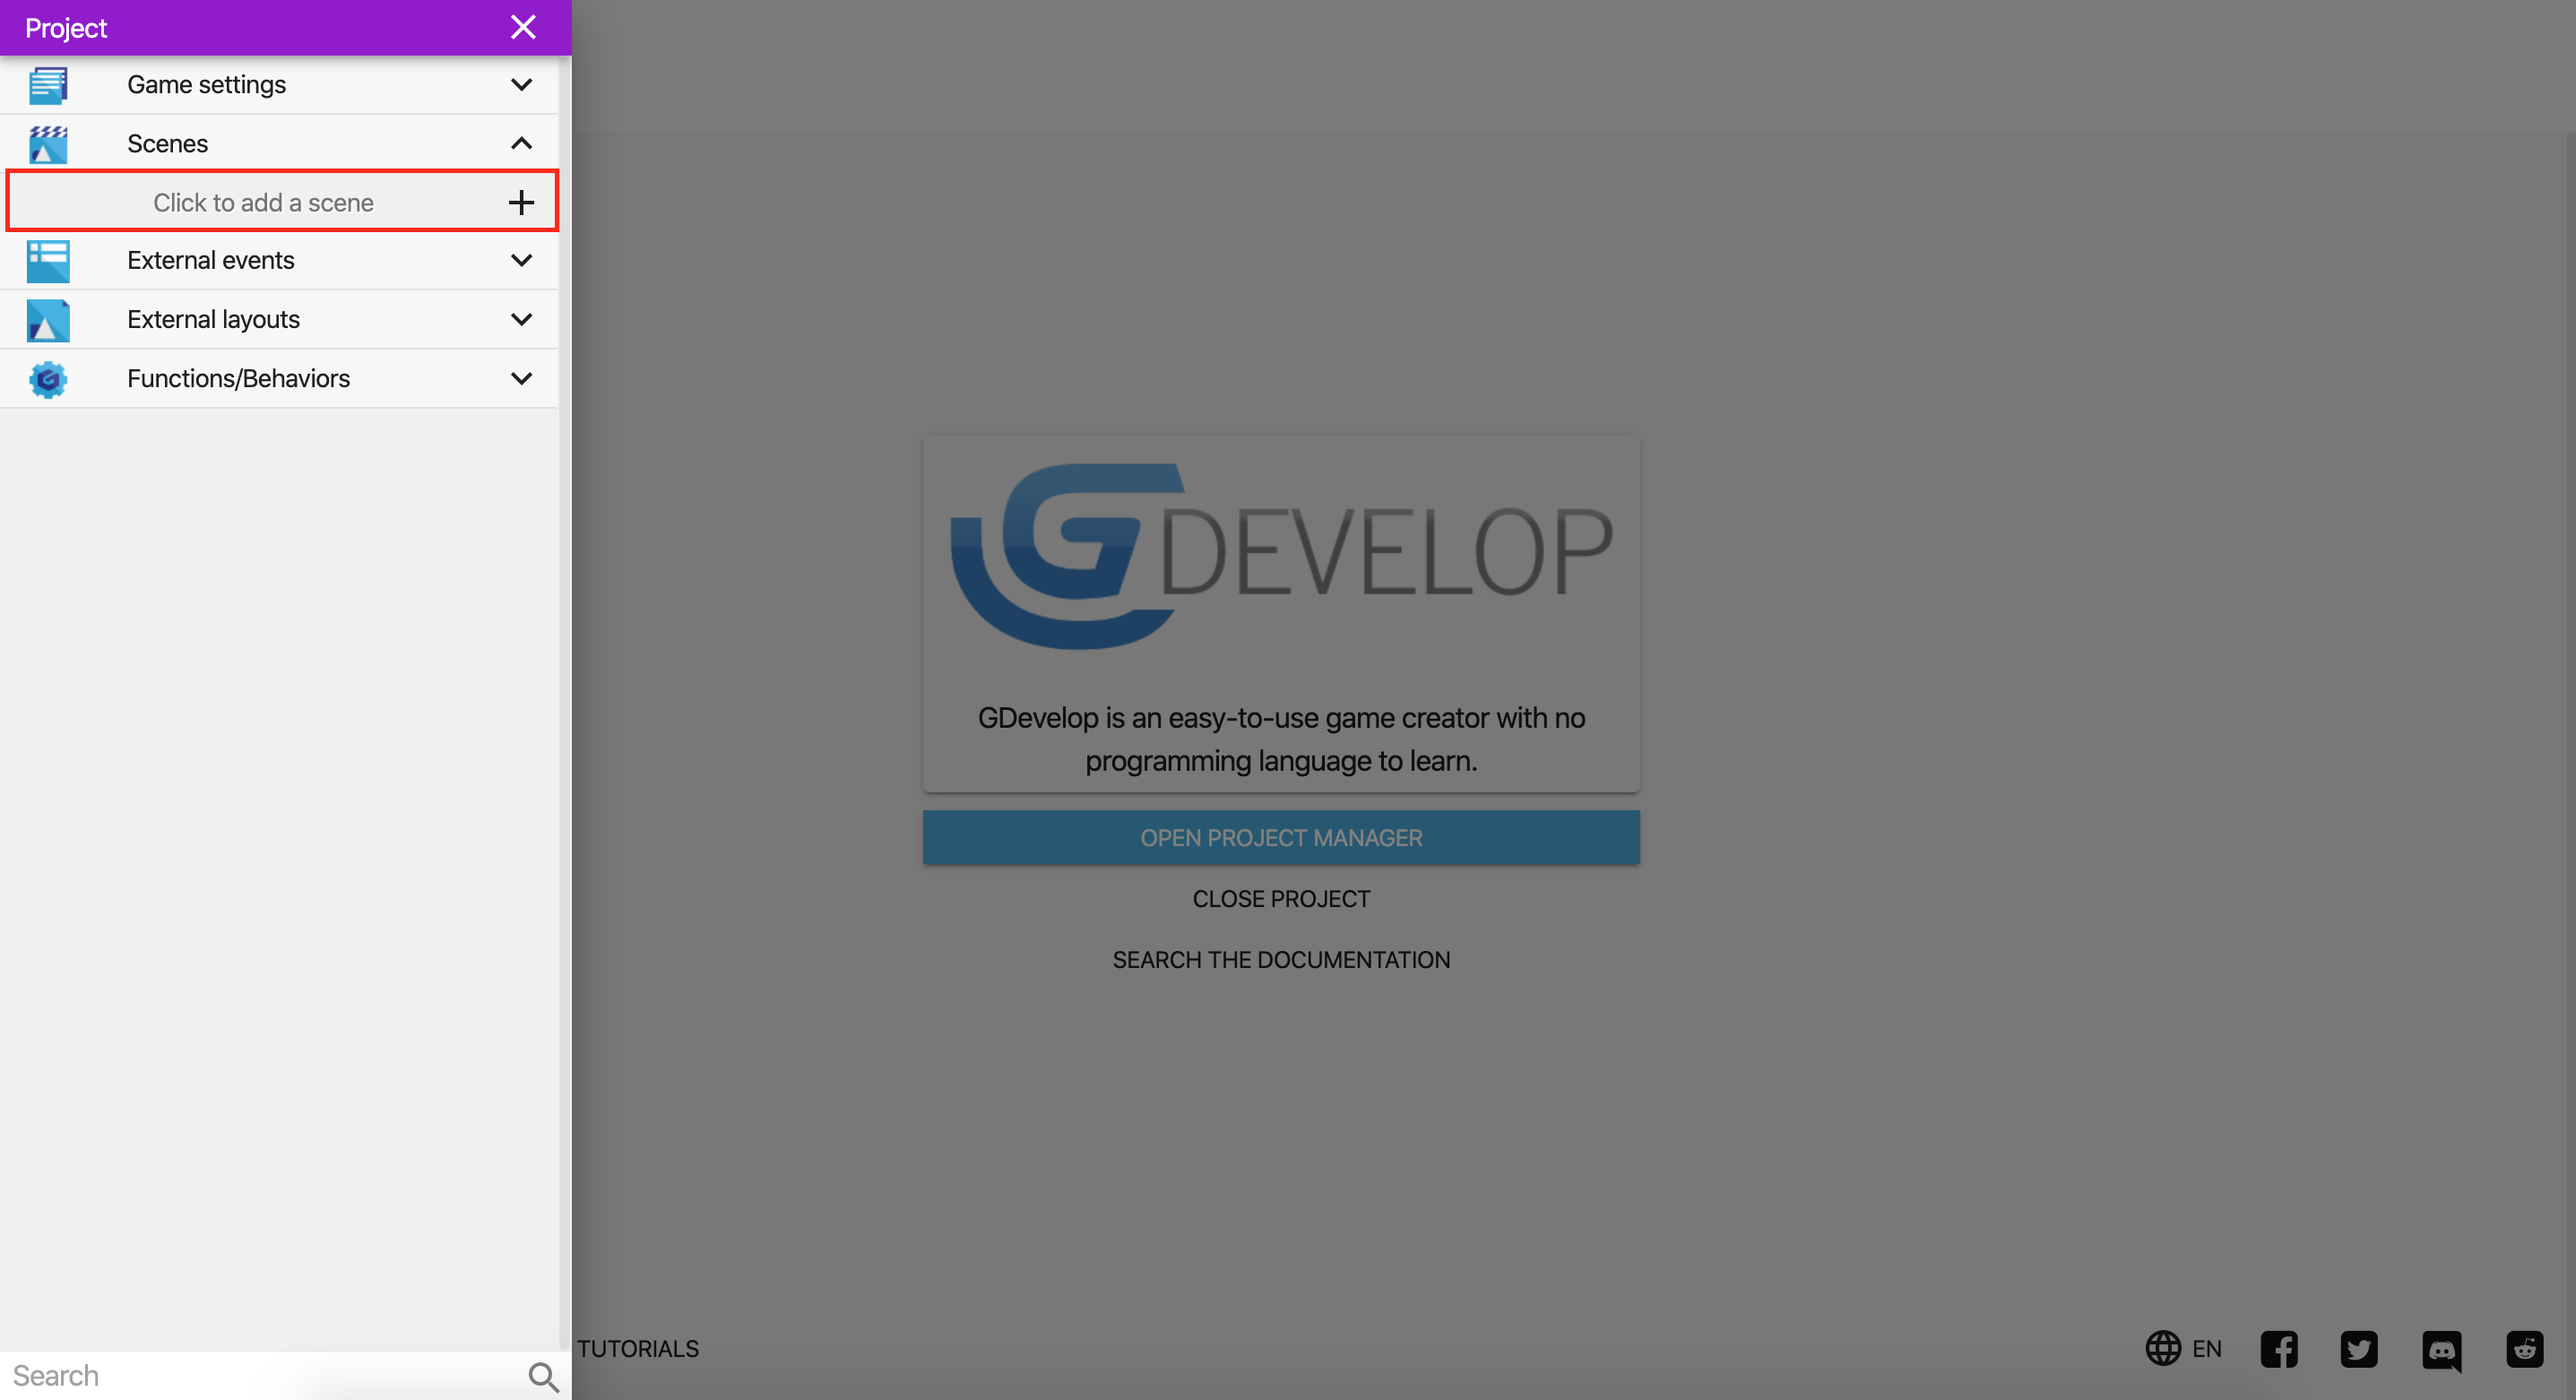 Project
Game settings
Scenes
Click to add a scene
External events
External layouts
Functions/Behaviors
Search
GDEVELOP
GDevelop is an easy-to-use game creator with no
programming language to learn.
OPEN PROJECT MANAGER
CLOSE PROJECT
SEARCH THE DOCUMENTATION
TUTORIALS
EN